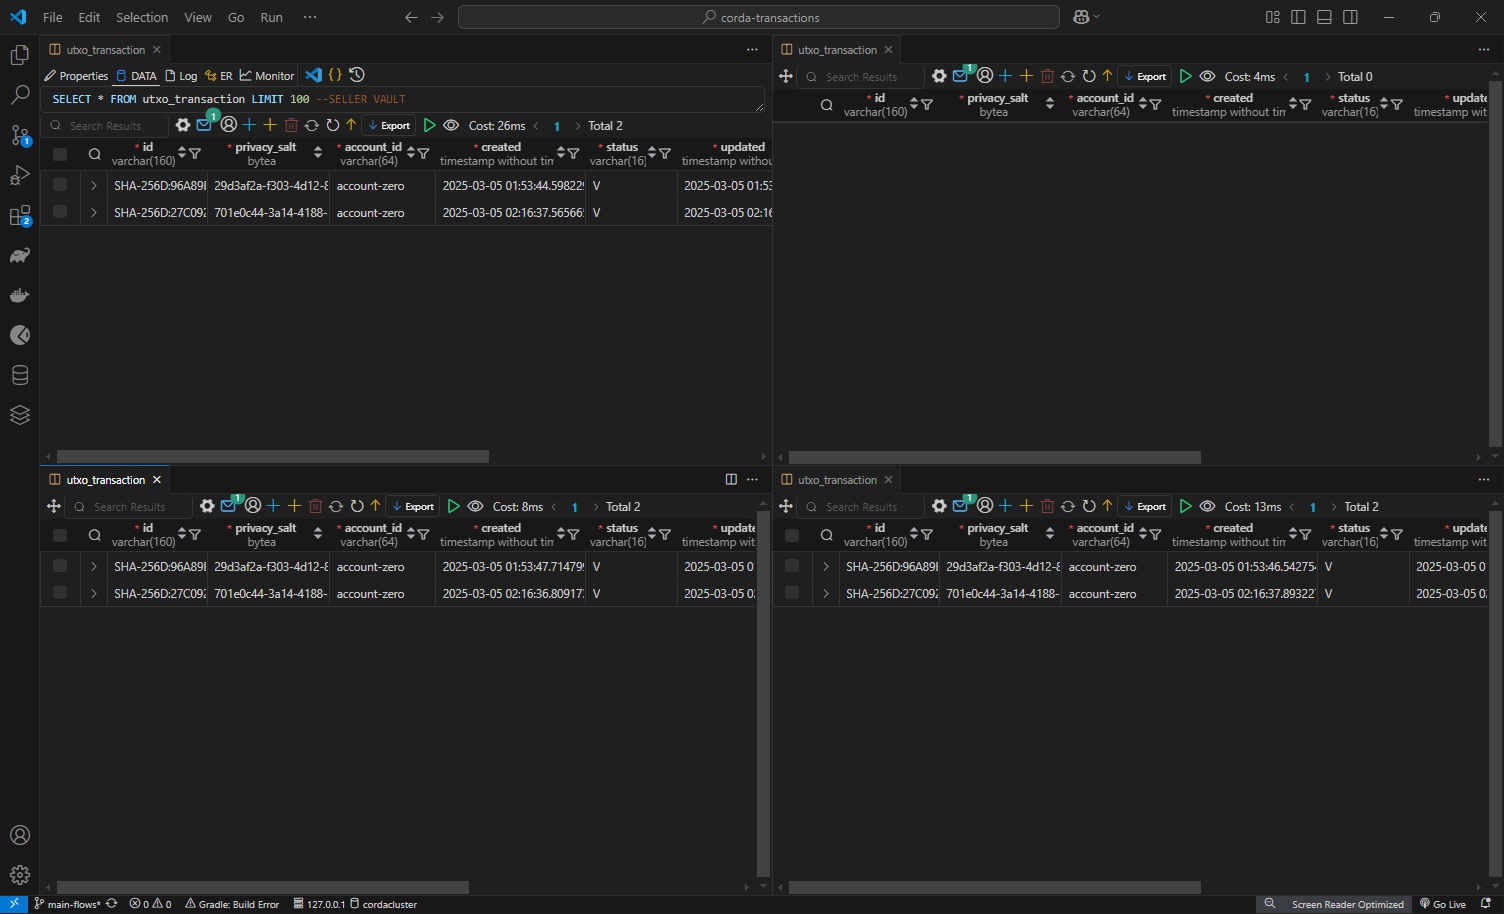 File Edit Selection View Go Run ··· corda-transactions
utxo_transaction
Properties DATA Log ER Monitor
SELECT * FROM utxo_transaction LIMIT 100 --SELLER VAULT
Search Results 1 Export Cost: 26ms 1 Total 2
* id * privacy_salt * account_id * created * status * updated
varchar(160) bytea varchar(64) timestamp without tim varchar(16) timestamp withou
SHA-256D:96A89 29d3af2a-f303-4d12-8 account-zero 2025-03-05 01:53:44.598229 V 2025-03-05 01:53
SHA-256D:27C092 701e0c44-3a14-4188- account-zero 2025-03-05 02:16:37.56566 V 2025-03-05 02:16
utxo_transaction
Search Results 1 Export Cost: 4ms 1 Total 0
* id * privacy_salt * account_id * created * status * update
varchar(160) bytea varchar(64) timestamp without tim varchar(16) timestamp wit
utxo_transaction
Search Results 1 Export Cost: 8ms 1 Total 2
* id * privacy_salt * account_id * created * status * updated
varchar(160) bytea varchar(64) timestamp without tim varchar(16) timestamp wit
SHA-256D:96A89 29d3af2a-f303-4d12-8 account-zero 2025-03-05 01:53:47.714799 V 2025-03-05 0
SHA-256D:27C092 701e0c44-3a14-4188- account-zero 2025-03-05 02:16:36.80917 V 2025-03-05 0
utxo_transaction
Search Results 1 Export Cost: 13ms 1 Total 2
* id * privacy_salt * account_id * created * status * update
varchar(160) bytea varchar(64) timestamp without tim varchar(16) timestamp wit
SHA-256D:96A89 29d3af2a-f303-4d12-8 account-zero 2025-03-05 01:53:46.54275 V 2025-03-05 0
SHA-256D:27C092 701e0c44-3a14-4188- account-zero 2025-03-05 02:16:37.89322 V 2025-03-05 0
1
2
main-flows* 0 0 Gradle: Build Error 127.0.0.1 cordacluster Screen Reader Optimized Go Live